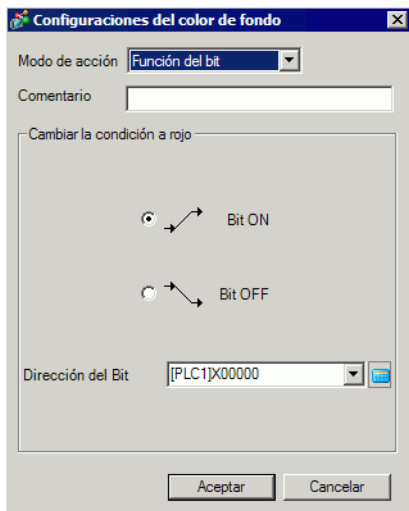 Configuraciones del color de fondo
Modo de acción Función del bit
Comentario
Cambiar la condición a rojo
Bit ON
Bit OFF
Dirección del Bit [PLC1]X00000
Aceptar Cancelar